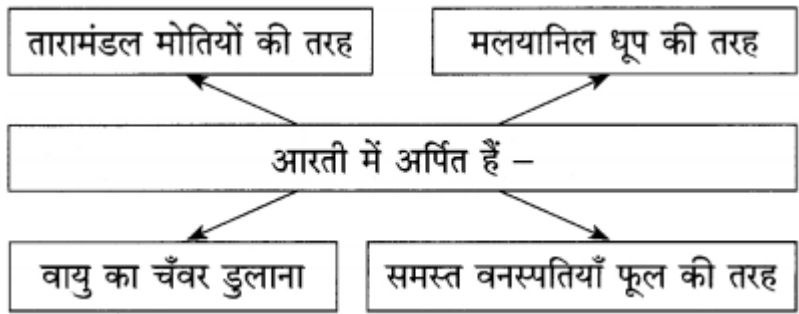 तारामंडल मोतियों की तरह
मलयानिल धूप की तरह
आरती में अर्पित हैं –
वायु का चँवर डुलाना
समस्त वनस्पतियाँ फूल की तरह